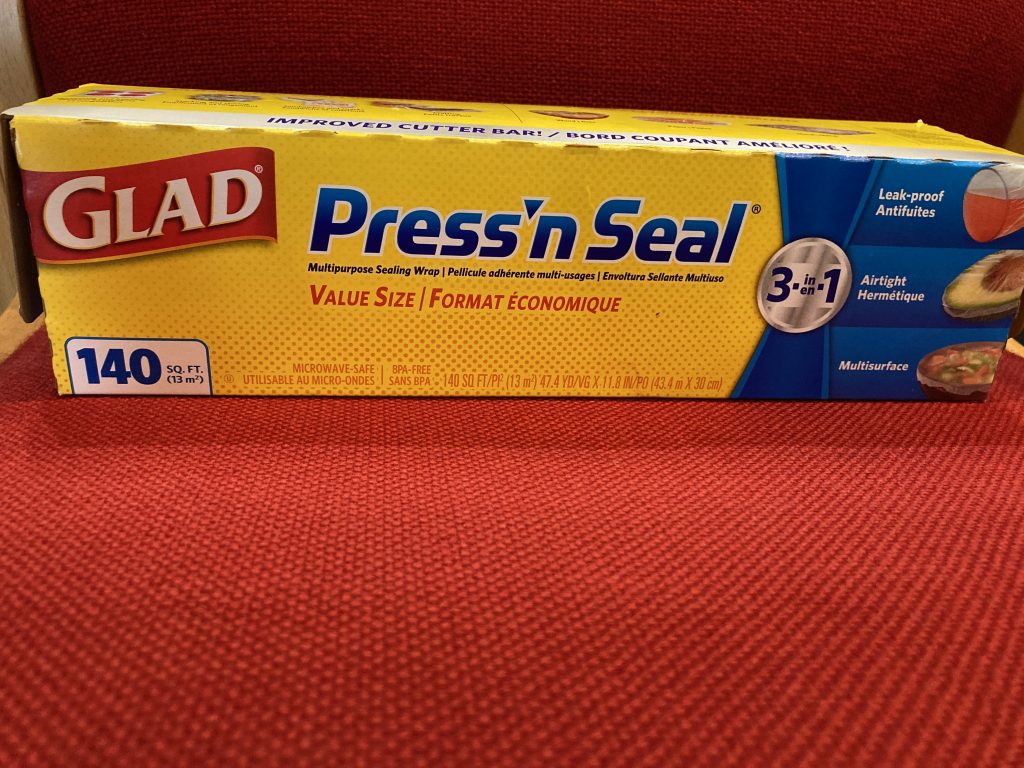 IMPROVED CUTTER BAR! / BORD COUPANT AMÉLIORÉ!
GLAD®
Press'n Seal®
Multipurpose Sealing Wrap | Pellicule adhérente multi-usages | Envoltura Sellante Multiuso
VALUE SIZE | FORMAT ÉCONOMIQUE
3-in-1
en
Leak-proof
Antifuites
Airtight
Hermétique
Multisurface
140 SQ. FT.
(13 m²)
MICROWAVE-SAFE | BPA-FREE
UTILISABLE AU MICRO-ONDES | SANS BPA
140 SQ FT/PI² (13 m²) 47.4 YD/VG X 11.8 IN/PO (43.4 m X 30 cm)